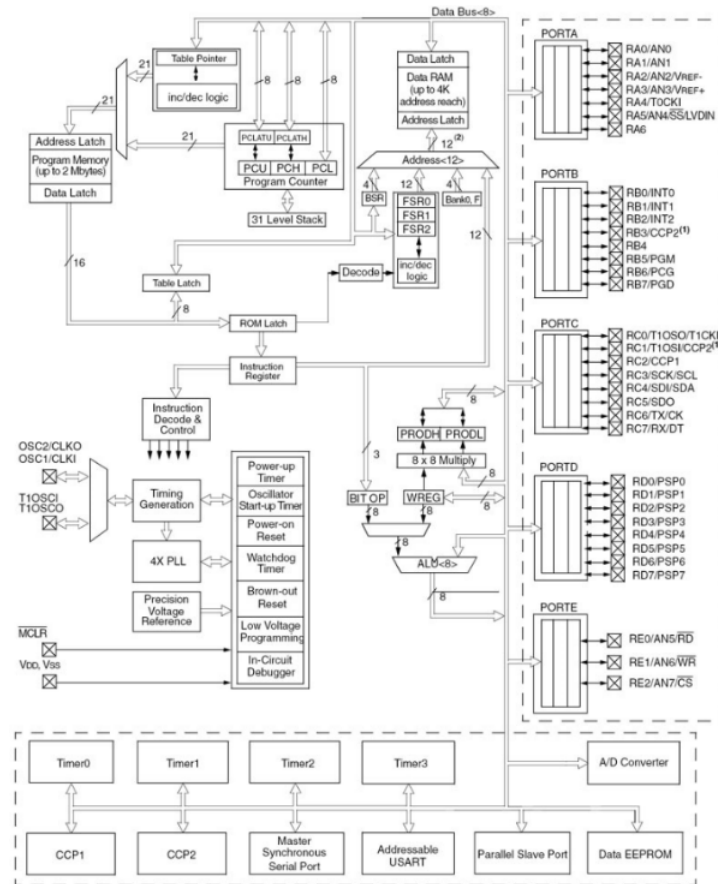 Data Bus<8>
Table Pointer
21
inc/dec logic
21
8
8
8
Data Latch
Data RAM
(up to 4K
address reach)
Address Latch
12 (2)
Address<12>
21
PCLATU PCLATH
PCU PCH PCL
Program Counter
31 Level Stack
Address Latch
Program Memory
(up to 2 Mbytes)
Data Latch
16
4
BSR
12
FSR0
FSR1
FSR2
inc/dec
logic
4
Bank0, F
12
Decode
Table Latch
8
ROM Latch
Instruction
Register
Instruction
Decode &
Control
OSC2/CLKO
OSC1/CLKI
T1OSCI
T1OSCO
Timing
Generation
4X PLL
Precision
Voltage
Reference
MCLR
VDD, VSS
Power-up
Timer
Oscillator
Start-up Timer
Power-on
Reset
Watchdog
Timer
Brown-out
Reset
Low Voltage
Programming
In-Circuit
Debugger
3
BIT OP
8
8
PRODH PRODL
8 x 8 Multiply
8
WREG
8
8
8
ALU<8>
8
PORTA
RA0/AN0
RA1/AN1
RA2/AN2/VREF-
RA3/AN3/VREF+
RA4/T0CKI
RA5/AN4/SS/LVDIN
RA6
PORTB
RB0/INT0
RB1/INT1
RB2/INT2
RB3/CCP2(1)
RB4
RB5/PGM
RB6/PCG
RB7/PGD
PORTC
RC0/T1OSO/T1CKI
RC1/T1OSI/CCP2(1
RC2/CCP1
RC3/SCK/SCL
RC4/SDI/SDA
RC5/SDO
RC6/TX/CK
RC7/RX/DT
PORTD
RD0/PSP0
RD1/PSP1
RD2/PSP2
RD3/PSP3
RD4/PSP4
RD5/PSP5
RD6/PSP6
RD7/PSP7
PORTE
RE0/AN5/RD
RE1/AN6/WR
RE2/AN7/CS
Timer0
Timer1
Timer2
Timer3
A/D Converter
CCP1
CCP2
Master
Synchronous
Serial Port
Addressable
USART
Parallel Slave Port
Data EEPROM